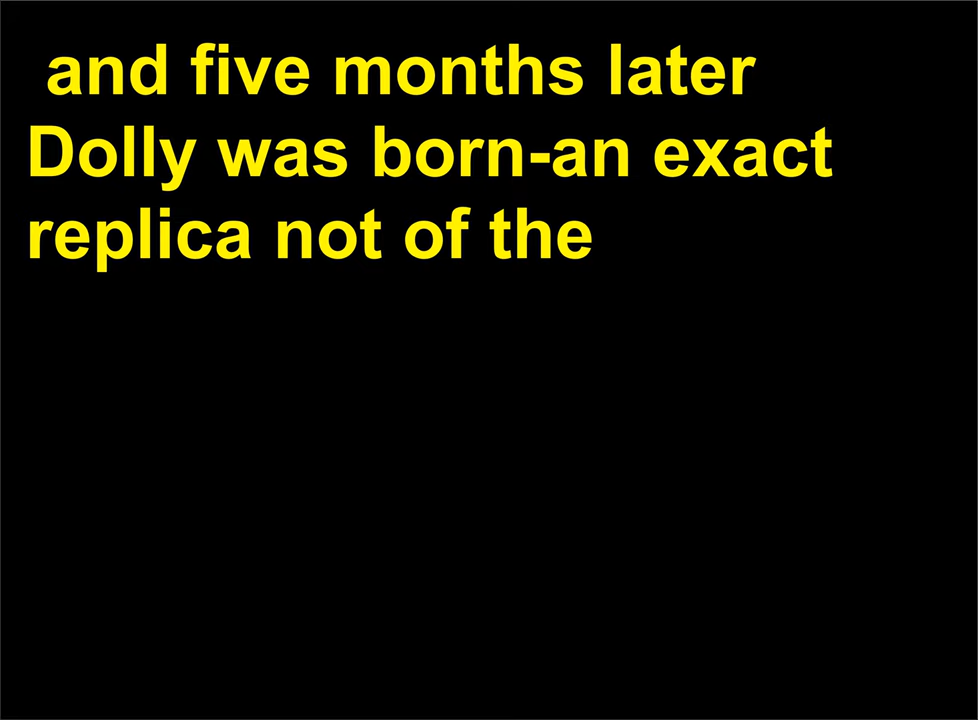 and five months later
Dolly was born-an exact
replica not of the